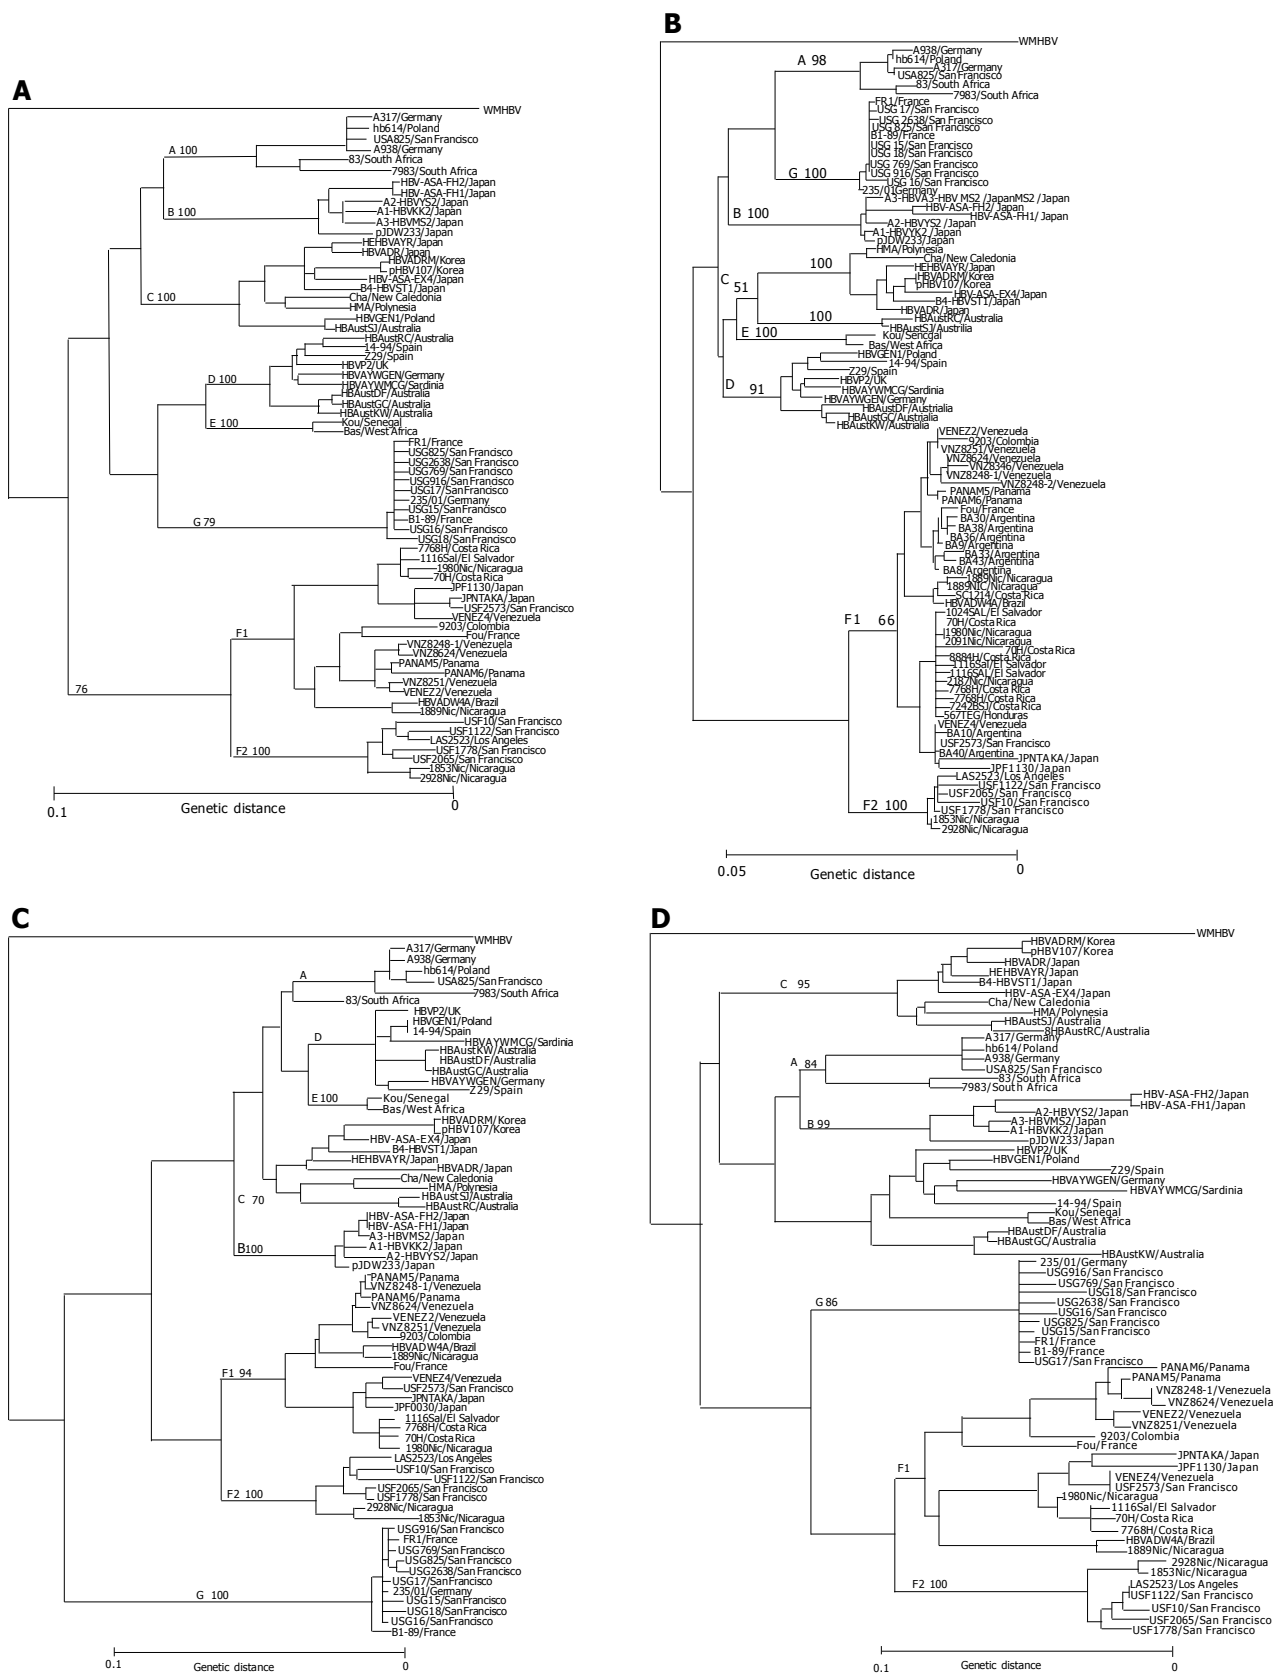 A
WMHBV
A317/Germany
hb614/Poland
USA825/San Francisco
A938/Germany
A 100
83/South Africa
7983/South Africa
HBV-ASA-FH2/Japan
HBV-ASA-FH1/Japan
A2-HBVYS2/Japan
A1-HBVKK2/Japan
B 100
A3-HBVMS2/Japan
pJDW233/Japan
HEHBVAYR/Japan
HBVADR/Japan
HBVADRM/Korea
pHBV107/Korea
HBV-ASA-EX4/Japan
B4-HBVST1/Japan
C 100
Cha/New Caledonia
HMA/Polynesia
HBVGEN1/Poland
HBAustSJ/Australia
HBAustRC/Australia
14-94/Spain
Z29/Spain
HBVP2/UK
HBVAYWGEN/Germany
D 100
HBVAYWMCG/Sardinia
HBAustDF/Australia
HBAustGC/Australia
HBAustKW/Australia
E 100
Kou/Senegal
Bas/West Africa
FR1/France
USG825/San Francisco
USG2638/San Francisco
USG769/San Francisco
USG916/San Francisco
USG17/San Francisco
235/01/Germany
USG15/San Francisco
B1-89/France
G 79
USG16/San Francisco
USG18/San Francisco
7768H/Costa Rica
1116Sal/El Salvador
1980Nic/Nicaragua
70H/Costa Rica
JPF1130/Japan
JPNTAKA/Japan
USF2573/San Francisco
VENEZ4/Venezuela
9203/Colombia
Fou/France
F1
VNZ8248-1/Venezuela
VNZ8624/Venezuela
PANAM5/Panama
PANAM6/Panama
VNZ8251/Venezuela
VENEZ2/Venezuela
76
HBVADW4A/Brazil
1889Nic/Nicaragua
USF10/San Francisco
USF1122/San Francisco
LAS2523/Los Angeles
F2 100
USF1778/San Francisco
USF2065/San Francisco
1853Nic/Nicaragua
2928Nic/Nicaragua
0.1
Genetic distance
0
B
WMHBV
A938/Germany
hb614/Poland
A 98
A317/Germany
USA825/San Francisco
83/South Africa
7983/South Africa
FR1/France
USG 17/San Francisco
USG 2638/San Francisco
USG 825/San Francisco
B1-89/France
USG 15/San Francisco
USG 18/San Francisco
USG 769/San Francisco
USG 916/San Francisco
G 100
USG 16/San Francisco
235/01Germany
A3-HBVA3-HBV MS2 /JapanMS2 /Japan
HBV-ASA-FH2/ Japan
HBV-ASA-FH1/ Japan
B 100
A2-HBVYS2 /Japan
A1-HBVYK2 /Japan
pJDW233/Japan
HMA/Polynesia
Cha/New Caledonia
100
HEHBVAYR/Japan
HBVADRM/Korea
pHBV107/Korea
C
51
HBV-ASA-EX4/Japan
B4-HBVST1/Japan
HBVADR/Japan
100
HBAustRC/Australia
HBAustSJ/Austrilia
E 100
Kou/Sencgal
Bas/West Africa
HBVGEN1/Poland
14-94/Spain
Z29/Spain
HBVP2/UK
D 91
HBVAYWMCG/Sardinia
HBVAYWGEN/Germany
HBAustDF/Austrialia
HBAustGC/Austrialia
HBAustKW/Austrialia
VENEZ2/Venezuela
9203/Colombia
VNZ8251/Venezuela
VNZ8624/Venezuela
VNZ8346/Venezuela
VNZ8248-1/Venezuela
VNZ8248-2/Venezuela
PANAM5/Panama
PANAM6/Panama
Fou/France
BA30/Argentina
BA38/Argentina
BA36/Argentina
BA9/Argentina
BA33/Argentina
BA43/Argentina
BA8/Argentina
1889Nic/Nicaragua
1889NIC/Nicaragua
SC1214/Costa Rica
HBVADW4A/Brazil
1024SAL/El Salvador
F1 66
70H/Costa Rica
1980Nic/Nicaragua
2091Nic/Nicaragua
70H/Costa Rica
8884H/Costa Rica
1116Sal/El Salvador
1116SAL/El Salvador
2187Nic/Nicaragua
7768H/Costa Rica
7768H/Costa Rica
7242BSJ/Costa Rica
567TEG/Honduras
VENEZ4/Venezuela
BA10/Argentina
USF2573/San Francisco
BA40/Argentina
JPNTAKA/Japan
JPF1130/Japan
LAS2523/Los Angeles
USF1122/San Francisco
USF2065/San Francisco
F2 100
USF10/San Francisco
USF1778/San Francisco
1853Nic/Nicaragua
2928Nic/Nicaragua
0.05
Genetic distance
0
C
WMHBV
A317/Germany
A938/Germany
A
hb614/Poland
USA825/San Francisco
7983/South Africa
83/South Africa
HBVP2/UK
HBVGEN1/Poland
14-94/Spain
D
HBVAYWMCG/Sardinia
HBAustKW/Australia
HBAustDF/Australia
HBAustGC/Australia
HBVAYWGEN/Germany
Z29/Spain
E100
Kou/Senegal
Bas/West Africa
HBVADRM/Korea
pHBV107/Korea
HBV-ASA-EX4/Japan
B4-HBVST1/Japan
HEHBVAYR/Japan
HBVADR/Japan
Cha/New Caledonia
HMA/Polynesia
C 70
HBAustSJ/Australia
HBAustRC/Australia
HBV-ASA-FH2/Japan
HBV-ASA-FH1/Japan
A3-HBVMS2/Japan
B100
A1-HBVKK2/Japan
A2-HBVYS2/Japan
pJDW233/Japan
PANAM5/Panama
VNZ8248-1/Venezuela
PANAM6/Panama
VNZ8624/Venezuela
VENEZ2/Venezuela
VNZ8251/Venezuela
9203/Colombia
HBVADW4A/Brazil
1889Nic/Nicaragua
Fou/France
F1 94
VENEZ4/Venezuela
USF2573/San Francisco
JPNTAKA/Japan
JPF0030/Japan
1116Sal/El Salvador
7768H/Costa Rica
70H/Costa Rica
1980Nic/Nicaragua
LAS2523/Los Angeles
USF10/San Francisco
USF1122/San Francisco
USF2065/San Francisco
F2 100
USF1778/San Francisco
2928Nic/Nicaragua
1853Nic/Nicaragua
USG916/San Francisco
FR1/France
USG769/San Francisco
USG825/San Francisco
USG2638/San Francisco
USG17/San Francisco
235/01/Germany
G 100
USG15/San Francisco
USG18/San Francisco
USG16/San Francisco
B1-89/France
0.1
Genetic distance
0
D
WMHBV
HBVADRM/Korea
pHBV107/Korea
HBVADR/Japan
HEHBVAYR/Japan
C 95
B4-HBVST1/Japan
HBV-ASA-EX4/Japan
Cha/New Caledonia
HMA/Polynesia
HBAustSJ/Australia
8HBAustRC/Australia
A317/Germany
hb614/Poland
A 84
A938/Germany
USA825/San Francisco
83/South Africa
7983/South Africa
HBV-ASA-FH2/Japan
HBV-ASA-FH1/Japan
A2-HBVYS2/Japan
A3-HBVMS2/Japan
B 99
A1-HBVKK2/Japan
pJDW233/Japan
HBVP2/UK
HBVGEN1/Poland
Z29/Spain
HBVAYWGEN/Germany
HBVAYWMCG/Sardinia
14-94/Spain
Kou/Senegal
Bas/West Africa
HBAustDF/Australia
HBAustGC/Australia
HBAustKW/Australia
235/01/Germany
USG916/San Francisco
USG769/San Francisco
USG18/San Francisco
G 86
USG2638/San Francisco
USG16/San Francisco
USG825/San Francisco
USG15/San Francisco
FR1/France
B1-89/France
USG17/San Francisco
PANAM6/Panama
PANAM5/Panama
VNZ8248-1/Venezuela
VNZ8624/Venezuela
VENEZ2/Venezuela
VNZ8251/Venezuela
9203/Colombia
Fou/France
F1
JPNTAKA/Japan
JPF1130/Japan
VENEZ4/Venezuela
USF2573/San Francisco
1980Nic/Nicaragua
1116Sal/El Salvador
70H/Costa Rica
7768H/Costa Rica
HBVADW4A/Brazil
1889Nic/Nicaragua
2928Nic/Nicaragua
1853Nic/Nicaragua
F2 100
LAS2523/Los Angeles
USF1122/San Francisco
USF10/San Francisco
USF2065/San Francisco
USF1778/San Francisco
0.1
Genetic distance
0